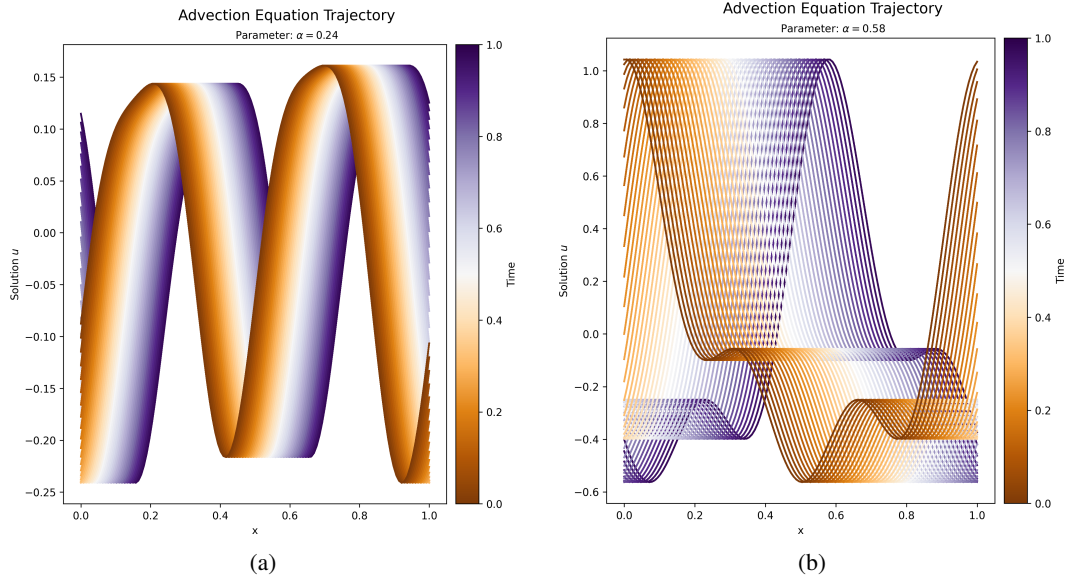 Advection Equation Trajectory
Parameter: α = 0.24
Solution u
0.15
0.10
0.05
0.00
−0.05
−0.10
−0.15
−0.20
−0.25
0.0 0.2 0.4 0.6 0.8 1.0
x
1.0
0.8
0.6
0.4
0.2
0.0
Time
(a)
Advection Equation Trajectory
Parameter: α = 0.58
Solution u
1.0
0.8
0.6
0.4
0.2
0.0
−0.2
−0.4
−0.6
0.0 0.2 0.4 0.6 0.8 1.0
x
1.0
0.8
0.6
0.4
0.2
0.0
Time
(b)